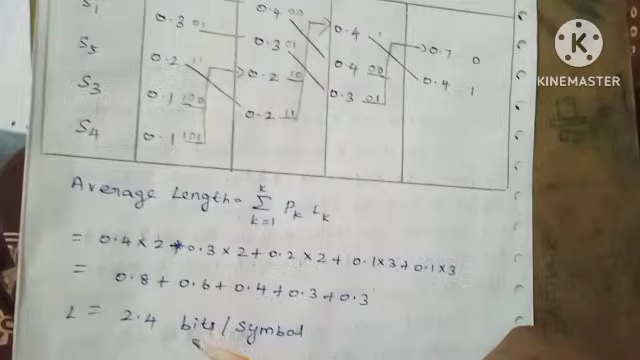 S1 0.3 01 0.4 00 0.4 1 0.7 0
S5 0.2 11 0.3 01 0.4 00 0.4 1
S3 0.1 100 0.2 10 0.3 01
S4 0.1 101 0.2 11
KINEMASTER
Average Length = Σ k=1 K Pk Lk
= 0.4×2+0.3×2+0.2×2+0.1×3+0.1×3
= 0.8+0.6+0.4+0.3+0.3
L = 2.4 bits/symbol